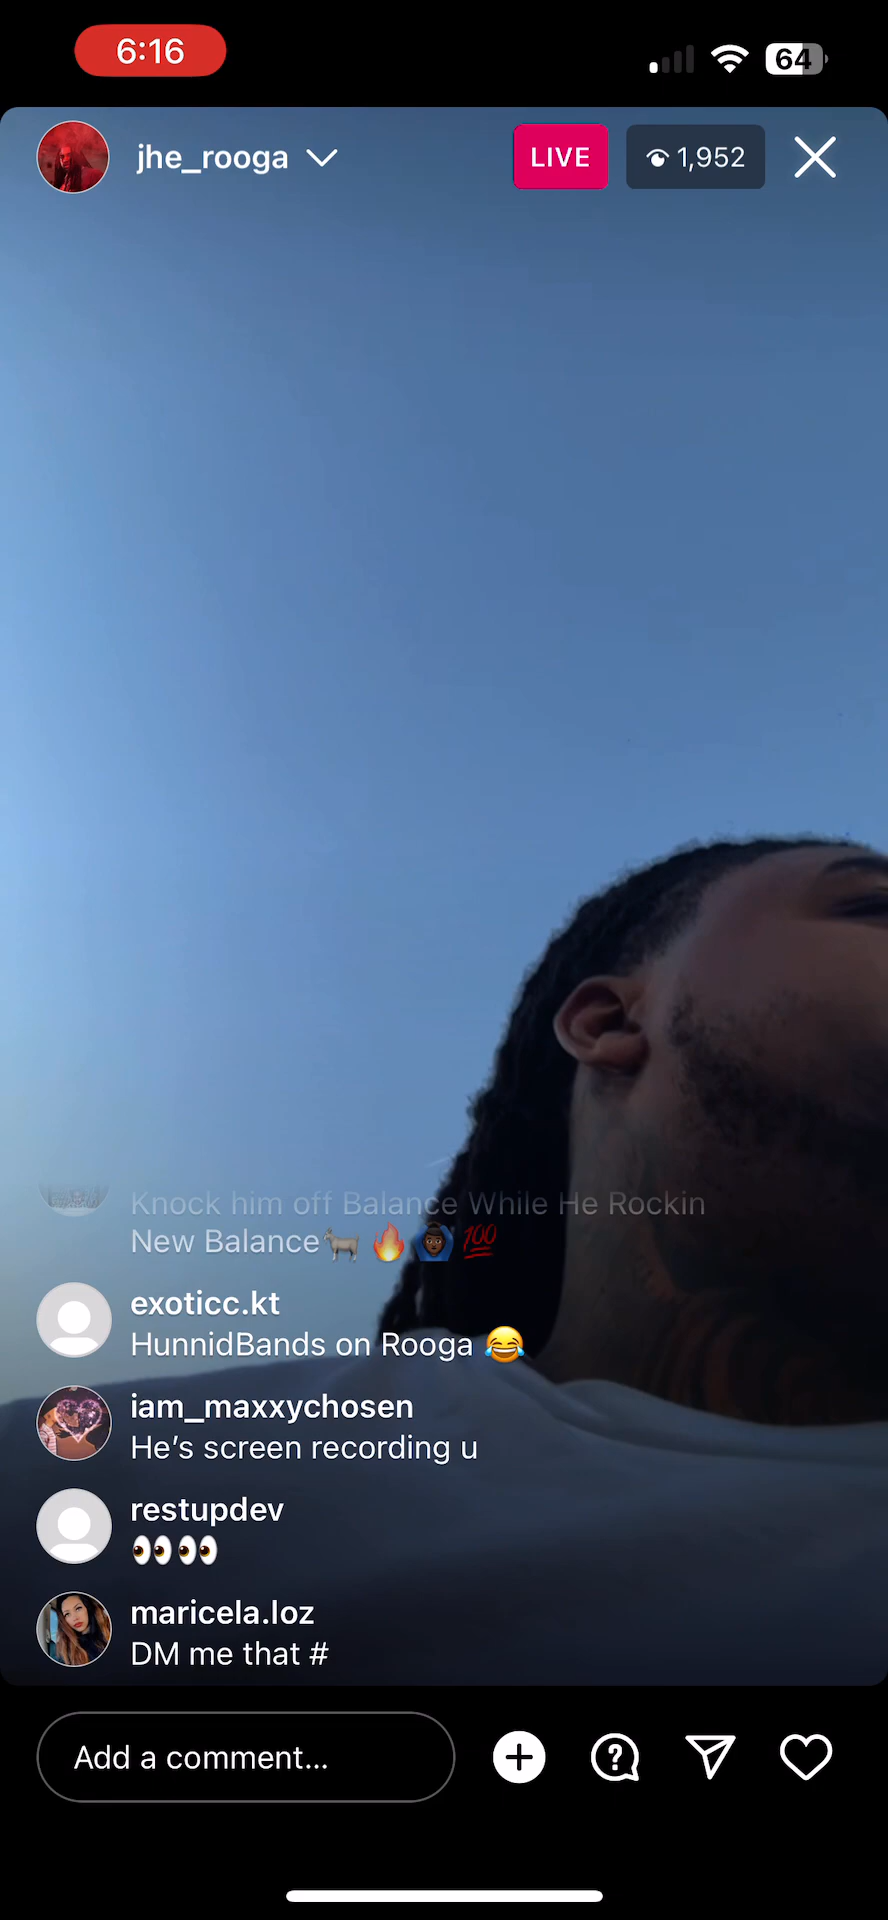 6:16
64
jhe_rooga
LIVE
1,952
Knock him off Balance While He Rockin
New Balance🐐 🔥 🙆🏿‍♂️ 💯
exoticc.kt
HunnidBands on Rooga 😂
iam_maxxychosen
He’s screen recording u
restupdev
👀👀
maricela.loz
DM me that #
Add a comment...